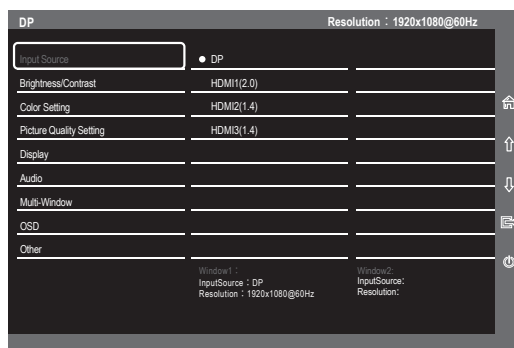 DP Resolution：1920x1080@60Hz
Input Source ● DP
Brightness/Contrast HDMI1(2.0)
Color Setting HDMI2(1.4)
Picture Quality Setting HDMI3(1.4)
Display
Audio
Multi-Window
OSD
Other
Window1： Window2:
InputSource：DP InputSource:
Resolution：1920x1080@60Hz Resolution: